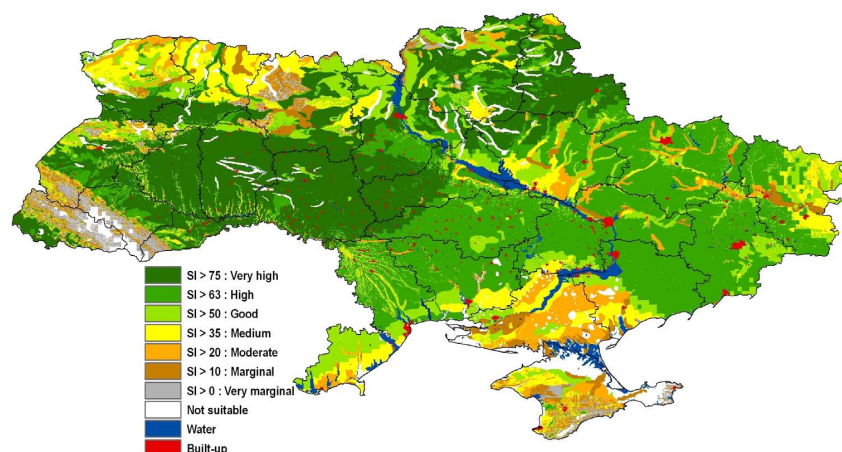 SI > 75 : Very high
SI > 63 : High
SI > 50 : Good
SI > 35 : Medium
SI > 20 : Moderate
SI > 10 : Marginal
SI > 0 : Very marginal
Not suitable
Water
Built-up